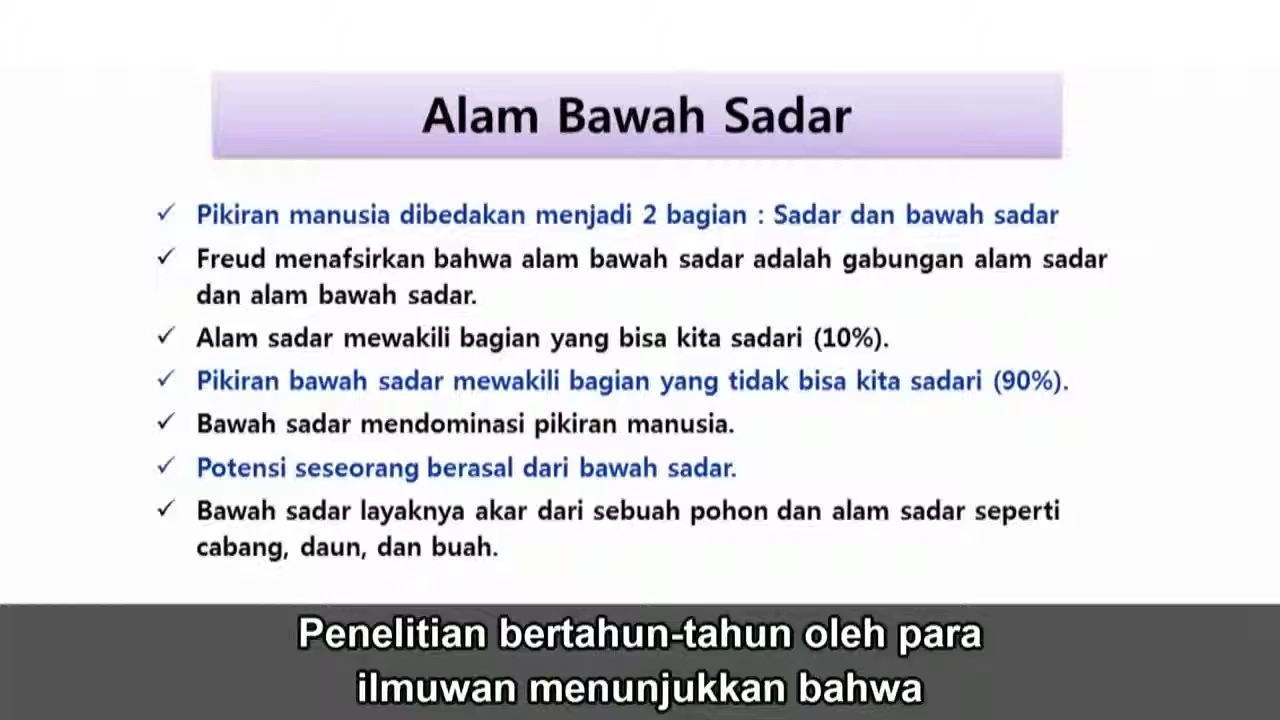 Alam Bawah Sadar
✓ Pikiran manusia dibedakan menjadi 2 bagian : Sadar dan bawah sadar
✓ Freud menafsirkan bahwa alam bawah sadar adalah gabungan alam sadar
dan alam bawah sadar.
✓ Alam sadar mewakili bagian yang bisa kita sadari (10%).
✓ Pikiran bawah sadar mewakili bagian yang tidak bisa kita sadari (90%).
✓ Bawah sadar mendominasi pikiran manusia.
✓ Potensi seseorang berasal dari bawah sadar.
✓ Bawah sadar layaknya akar dari sebuah pohon dan alam sadar seperti
cabang, daun, dan buah.
Penelitian bertahun-tahun oleh para
ilmuwan menunjukkan bahwa